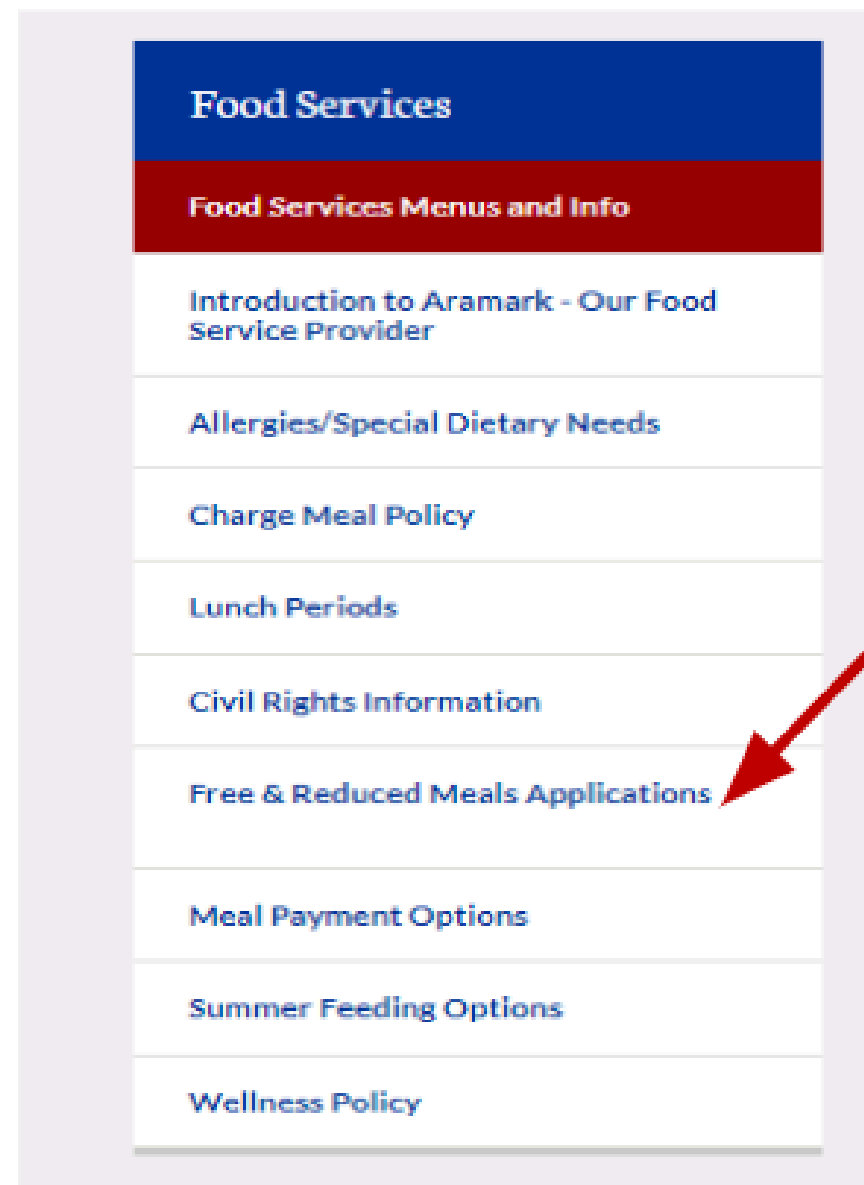 Food Services
Food Services Menus and Info
Introduction to Aramark - Our Food
Service Provider
Allergies/Special Dietary Needs
Charge Meal Policy
Lunch Periods
Civil Rights Information
Free & Reduced Meals Applications
Meal Payment Options
Summer Feeding Options
Wellness Policy